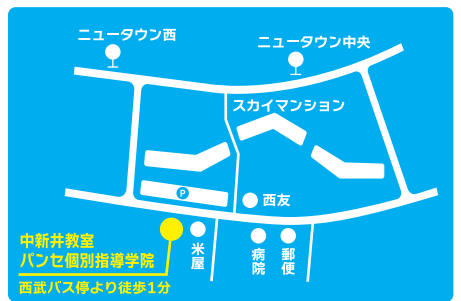 ニュータウン西
ニュータウン中央
スカイマンション
P
西友
米屋
病院
郵便
中新井教室
パンセ個別指導学院
西武バス停より徒歩1分